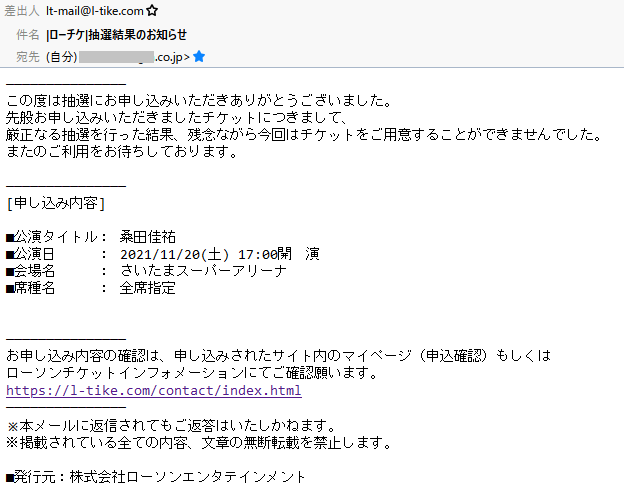 差出人 lt-mail@l-tike.com
件名 |ローチケ|抽選結果のお知らせ
宛先 (自分) .co.jp>
この度は抽選にお申し込みいただきありがとうございました。
先般お申し込みいただきましたチケットにつきまして、
厳正なる抽選を行った結果、残念ながら今回はチケットをご用意することができませんでした。
またのご利用をお待ちしております。
[申し込み内容]
■公演タイトル： 桑田佳祐
■公演日　　　： 2021/11/20(土) 17:00開　演
■会場名　　　： さいたまスーパーアリーナ
■席種名　　　： 全席指定
お申し込み内容の確認は、申し込みされたサイト内のマイページ（申込確認）もしくは
ローソンチケットインフォメーションにてご確認願います。
https://l-tike.com/contact/index.html
※本メールに返信されてもご返答はいたしかねます。
※掲載されている全ての内容、文章の無断転載を禁止します。
■発行元：株式会社ローソンエンタテインメント